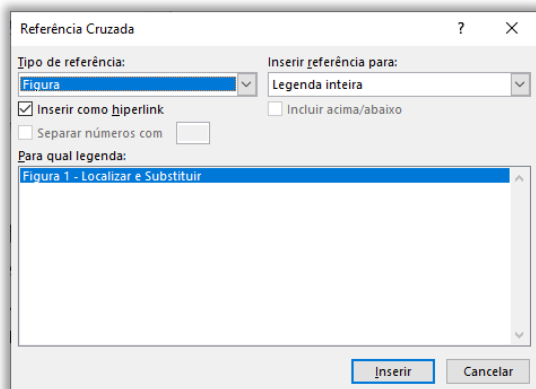 Referência Cruzada ? X
Tipo de referência: Inserir referência para:
Figura Legenda inteira
Inserir como hiperlink Incluir acima/abaixo
Separar números com
Para qual legenda:
Figura 1 - Localizar e Substituir
Inserir Cancelar